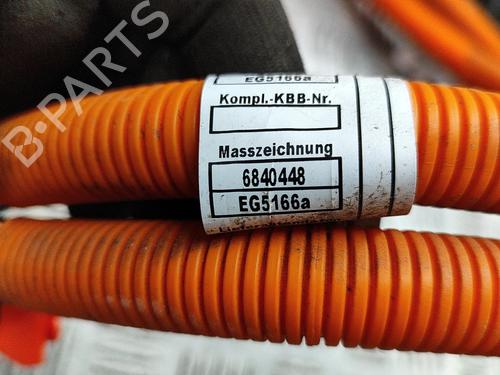 B-PARTS
EG5166a
Kompl.-KBB-Nr.
Masszeichnung
6840448
EG5166a